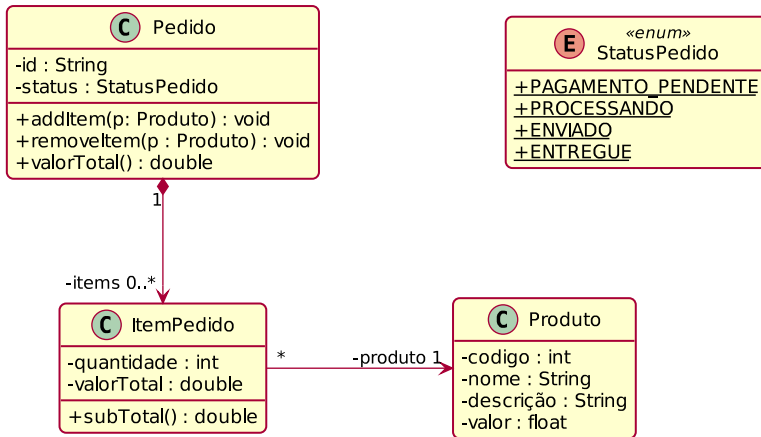 C Pedido
-id : String
-status : StatusPedido
+addItem(p: Produto) : void
+removeItem(p : Produto) : void
+valorTotal() : double
«enum»
E StatusPedido
+PAGAMENTO_PENDENTE
+PROCESSANDO
+ENVIADO
+ENTREGUE
1
-items 0..*
C ItemPedido
-quantidade : int
-valorTotal : double
+subTotal() : double
* -produto 1
C Produto
-codigo : int
-nome : String
-descrição : String
-valor : float